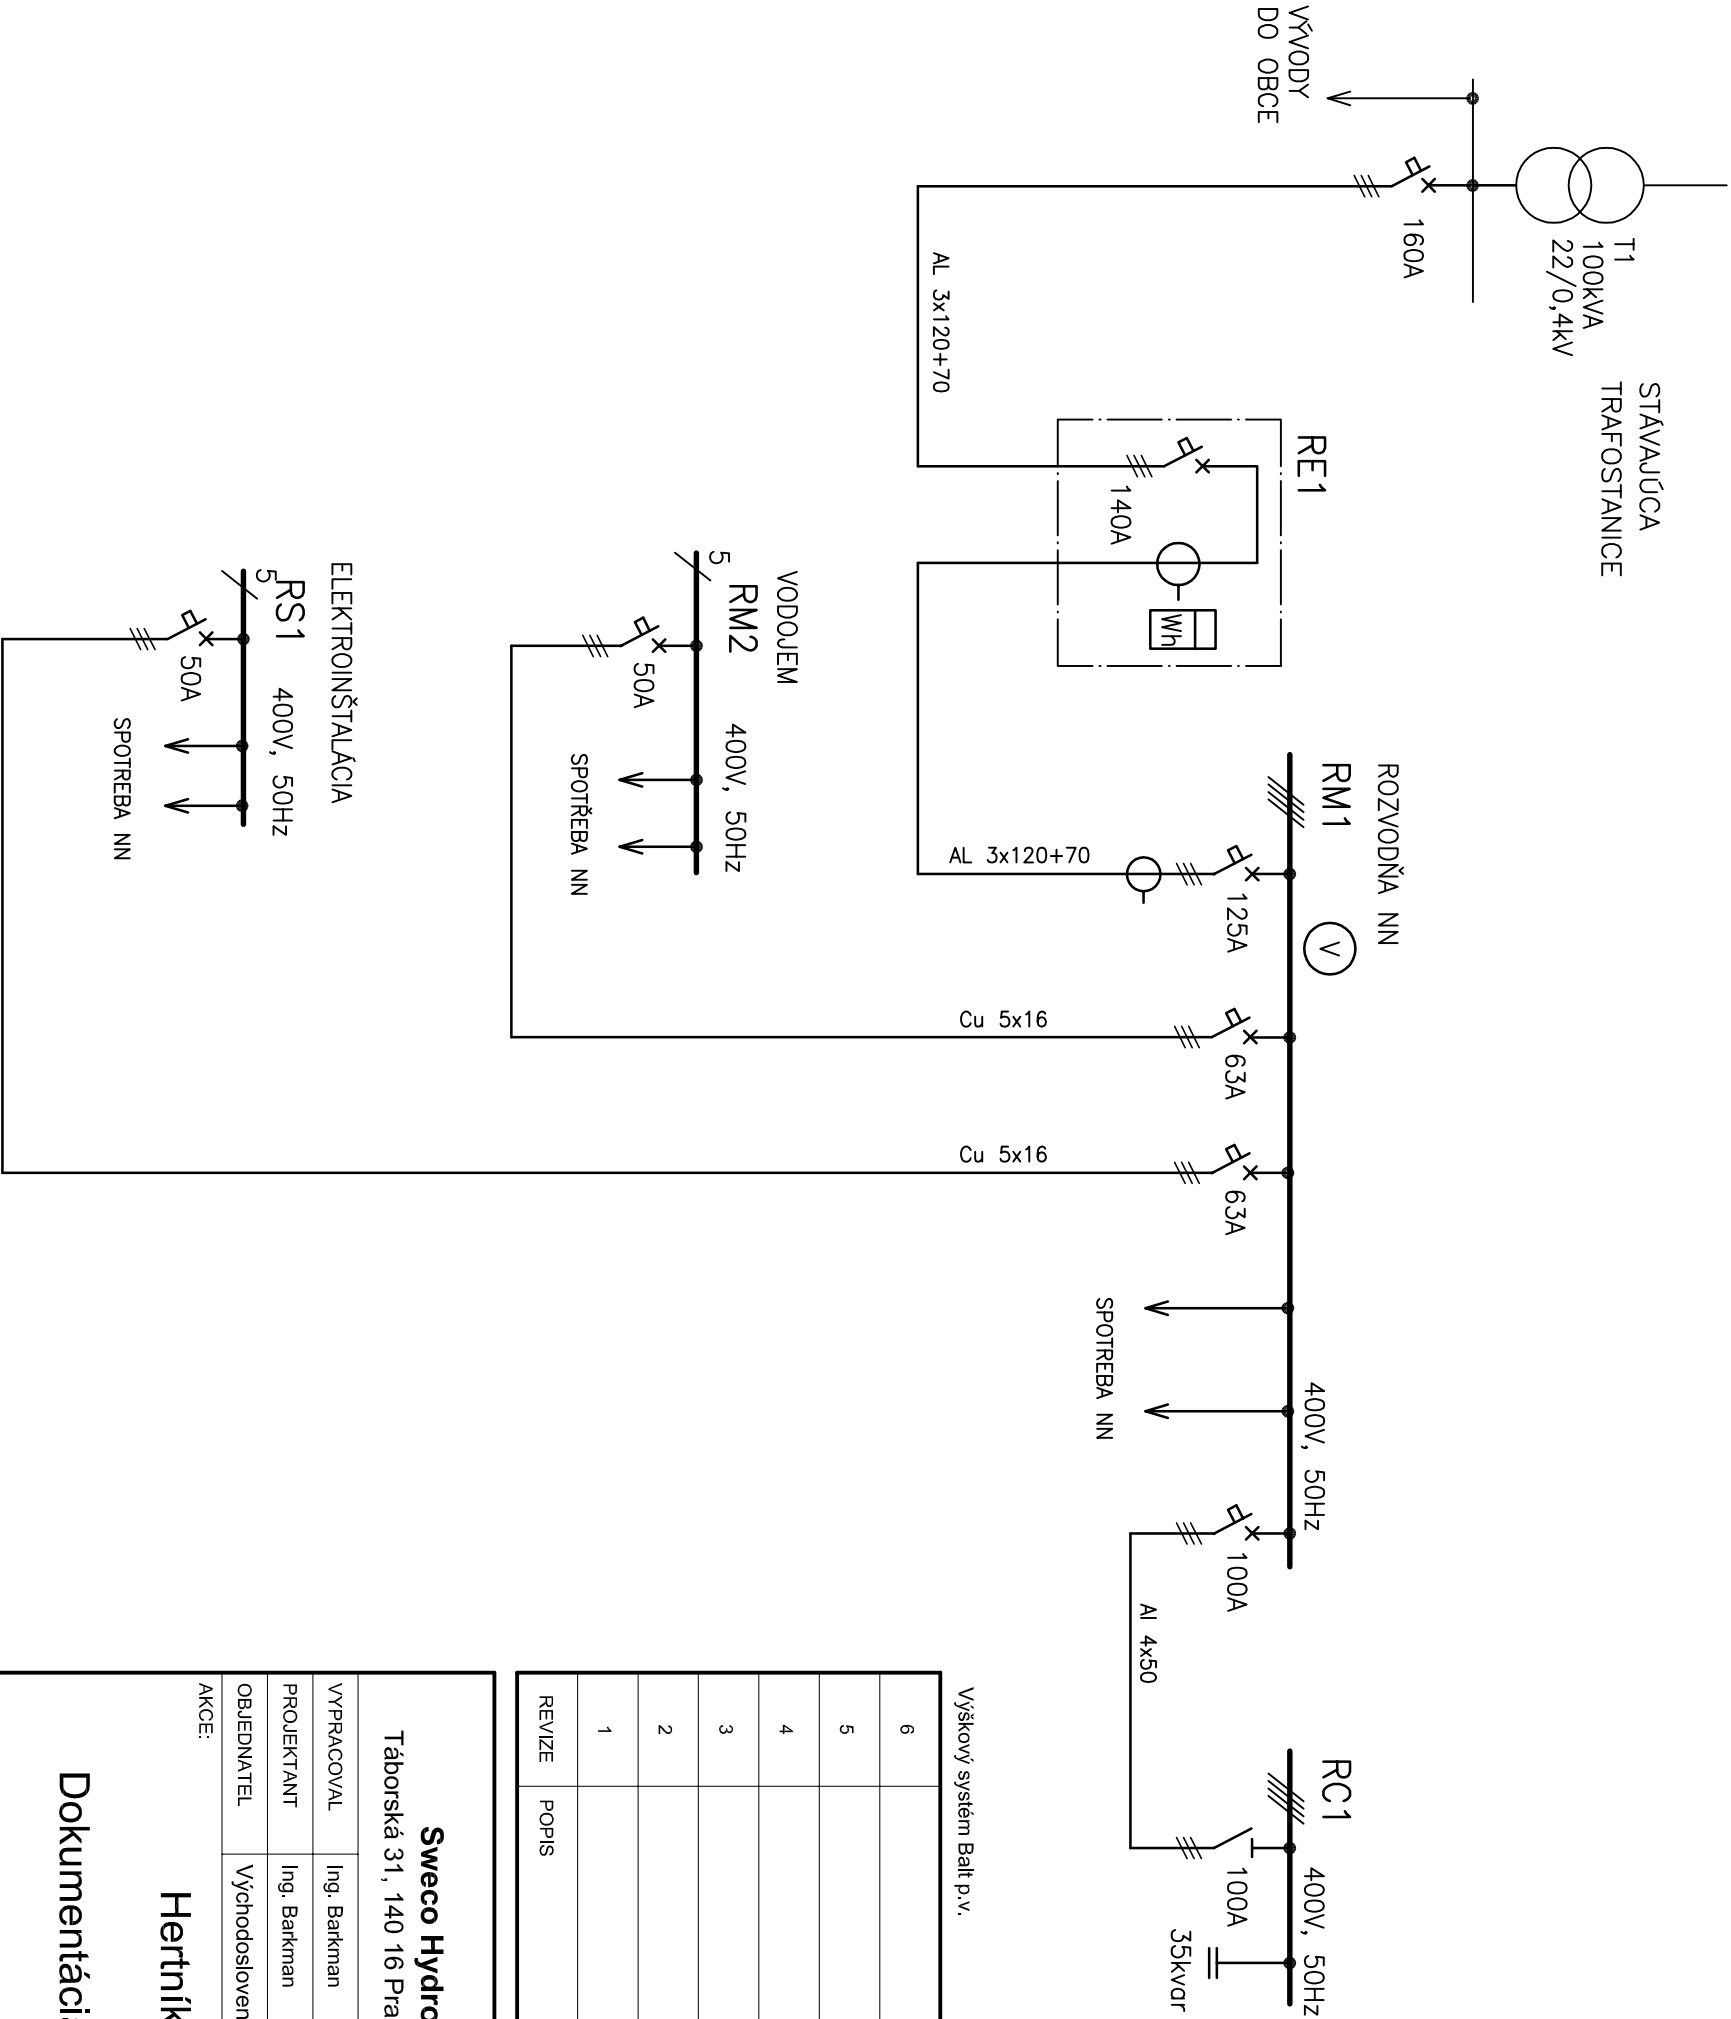 STÁVAJÚCA
TRAFOSTANICE
T1
100kVA
22/0,4kV
VÝVODY
DO OBCE
160A
AL 3x120+70
RE1
140A
Wh
ROZVODŇA NN
RM1
400V, 50Hz
V
125A
AL 3x120+70
63A
Cu 5x16
63A
Cu 5x16
SPOTREBA NN
100A
Al 4x50
RC1
400V, 50Hz
100A
35kvar
VODOJEM
5
RM2
400V, 50Hz
50A
SPOTŘEBA NN
ELEKTROINŠTALÁCIA
5
RS1
400V, 50Hz
50A
SPOTREBA NN
Výškový systém Balt p.v.
6
5
4
3
2
1
REVIZE POPIS
Sweco Hydro
Táborská 31, 140 16 Pra
VYPRACOVAL Ing. Barkman
PROJEKTANT Ing. Barkman
OBJEDNATEL Východosloven
AKCE:
Hertník
Dokumentáci